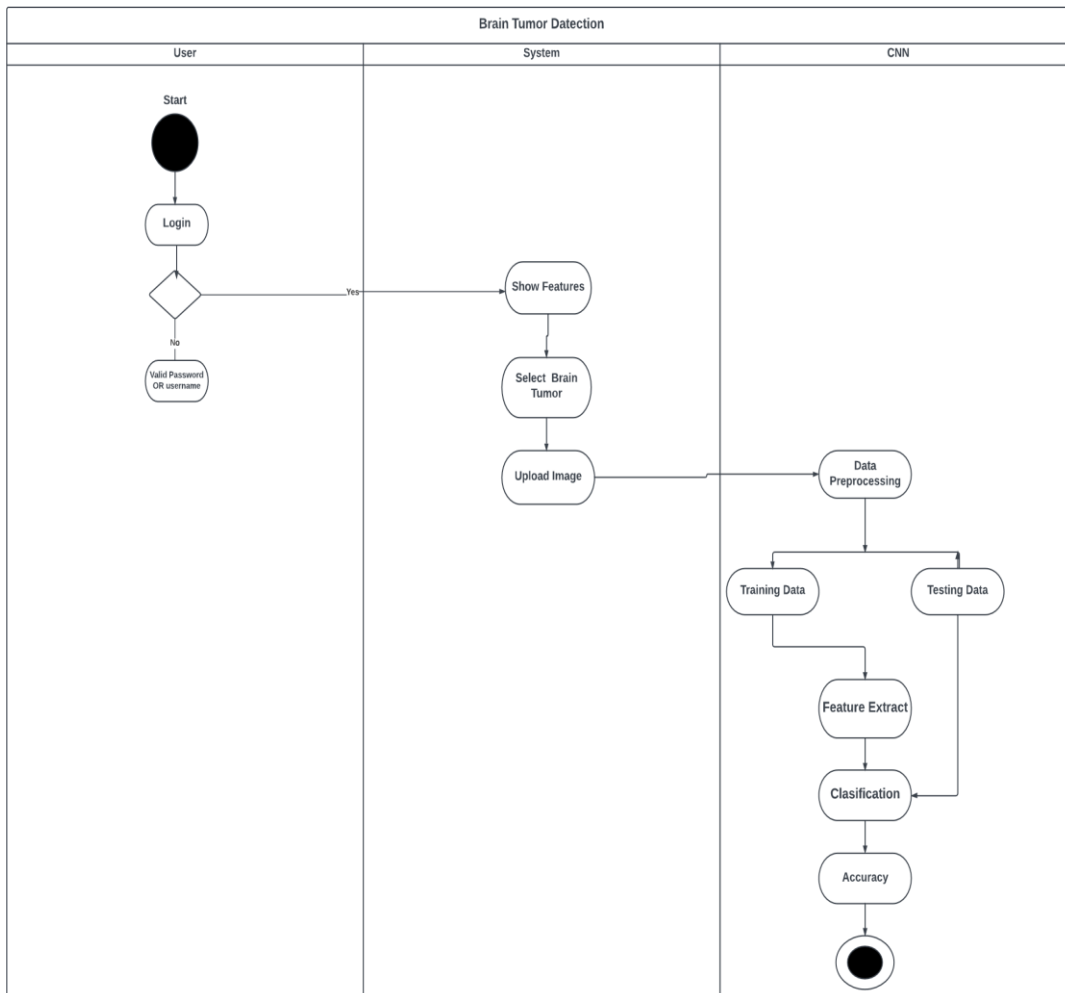 Brain Tumor Datection
User
System
CNN
Start
Login
Yes
Show Features
No
Valid Password
OR username
Select Brain
Tumor
Upload Image
Data
Preprocessing
Training Data
Testing Data
Feature Extract
Clasification
Accuracy